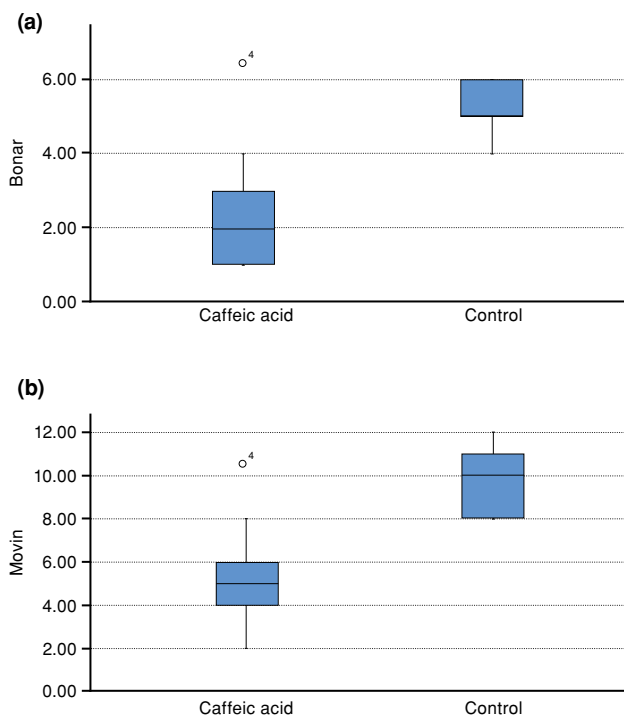 (a)
4
6.00
4.00
2.00
0.00
Bonar
Caffeic acid Control
(b)
12.00
4
10.00
8.00
6.00
4.00
2.00
0.00
Movin
Caffeic acid Control